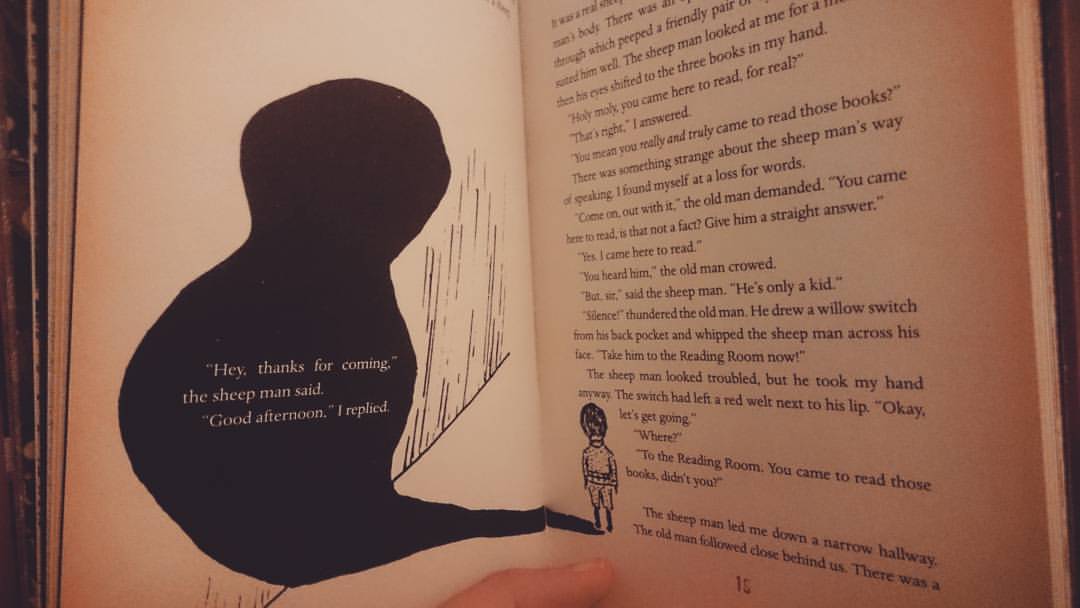 "Hey, thanks for coming,"
the sheep man said.
"Good afternoon," I replied.
It was a real
man's body. There was an
through which peeped a friendly pair of
suited him well. The sheep man looked at me for a
then his eyes shifted to the three books in my hand.
"Holy moly, you came here to read, for real?"
"That's right," I answered.
"You mean you really and truly came to read those books?"
There was something strange about the sheep man's way
of speaking. I found myself at a loss for words.
"Come on, out with it," the old man demanded. "You came
here to read, is that not a fact? Give him a straight answer."
"Yes. I came here to read."
"You heard him," the old man crowed.
"But, sir," said the sheep man. "He's only a kid."
"Silence!" thundered the old man. He drew a willow switch
from his back pocket and whipped the sheep man across his
face. "Take him to the Reading Room now!"
The sheep man looked troubled, but he took my hand
anyway. The switch had left a red welt next to his lip. "Okay,
let's get going."
"Where?"
"To the Reading Room. You came to read those
books, didn't you?"
The sheep man led me down a narrow hallway.
The old man followed close behind us. There was a